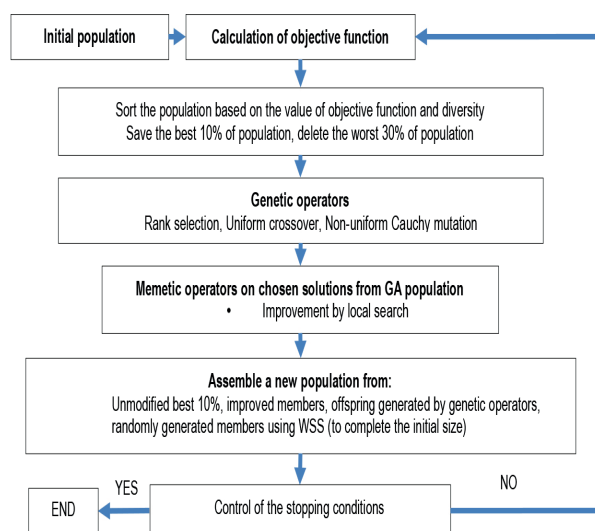 Initial population
Calculation of objective function
Sort the population based on the value of objective function and diversity
Save the best 10% of population, delete the worst 30% of population
Genetic operators
Rank selection, Uniform crossover, Non-uniform Cauchy mutation
Memetic operators on chosen solutions from GA population
• Improvement by local search
Assemble a new population from:
Unmodified best 10%, improved members, offspring generated by genetic operators,
randomly generated members using WSS (to complete the initial size)
YES
NO
END
Control of the stopping conditions